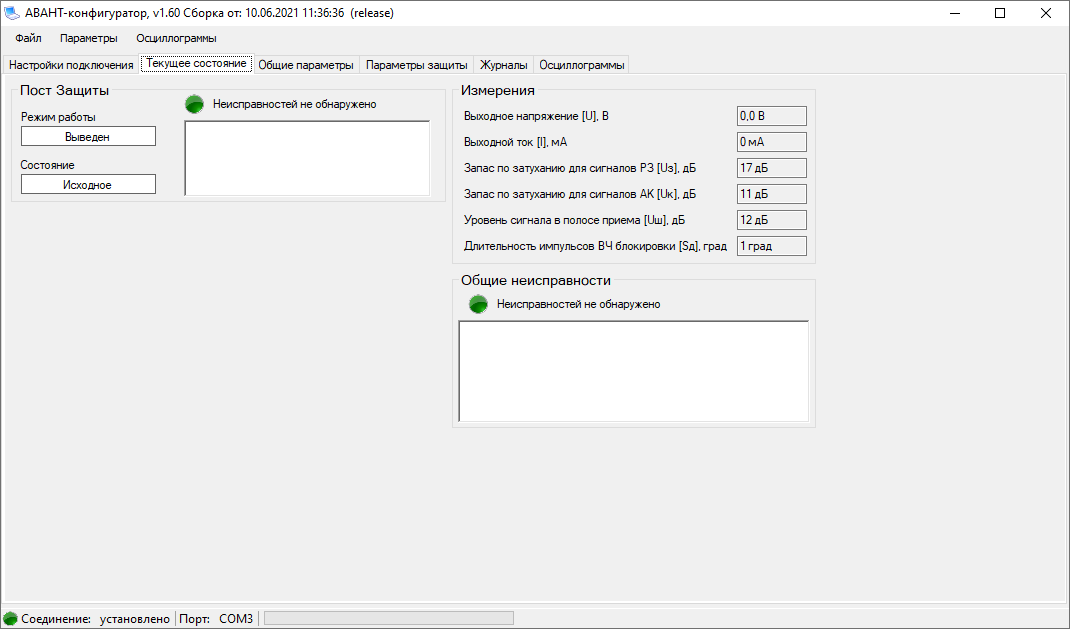 АВАНТ-конфигуратор, v1.60 Сборка от: 10.06.2021 11:36:36 (release)
Файл Параметры Осциллограммы
Настройки подключения Текущее состояние Общие параметры Параметры защиты Журналы Осциллограммы
Пост Защиты
Неисправностей не обнаружено
Режим работы
Выведен
Состояние
Исходное
Измерения
Выходное напряжение [U], В 0,0 В
Выходной ток [I], мА 0 мА
Запас по затуханию для сигналов РЗ [Uз], дБ 17 дБ
Запас по затуханию для сигналов АК [Uк], дБ 11 дБ
Уровень сигнала в полосе приема [Uш], дБ 12 дБ
Длительность импульсов ВЧ блокировки [Sд], град 1 град
Общие неисправности
Неисправностей не обнаружено
Соединение: установлено Порт: COM3